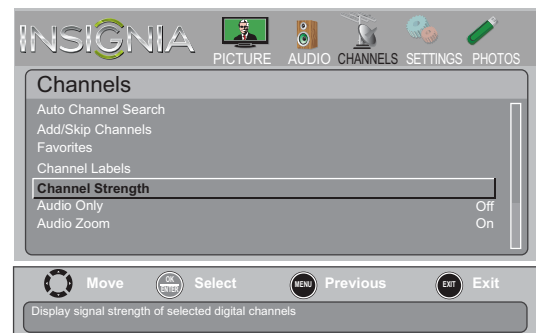 INSIGNIA
PICTURE AUDIO CHANNELS SETTINGS PHOTOS
Channels
Auto Channel Search
Add/Skip Channels
Favorites
Channel Labels
Channel Strength
Audio Only Off
Audio Zoom On
Move OK ENTER Select MENU Previous EXIT Exit
Display signal strength of selected digital channels